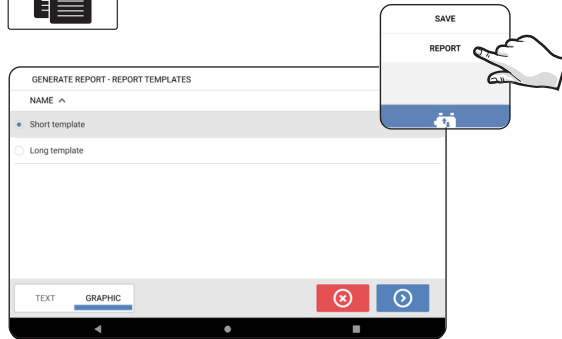 SAVE
REPORT
GENERATE REPORT - REPORT TEMPLATES
NAME
Short template
Long template
TEXT GRAPHIC